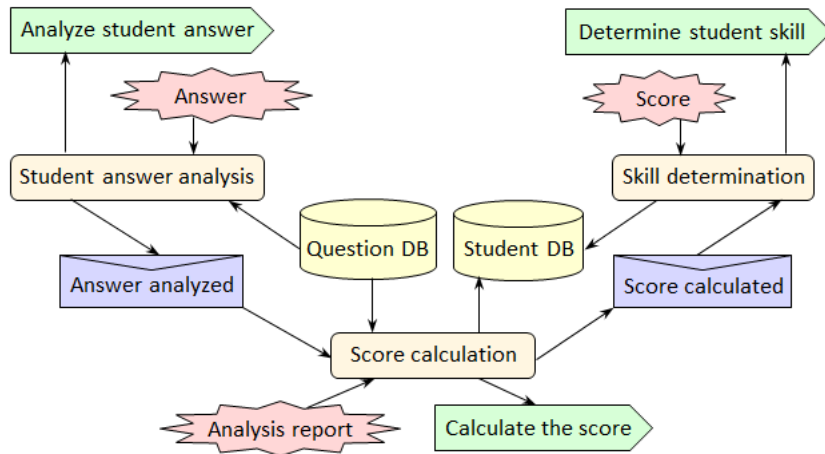 Analyze student answer
Determine student skill
Answer
Score
Student answer analysis
Skill determination
Question DB
Student DB
Answer analyzed
Score calculated
Score calculation
Analysis report
Calculate the score